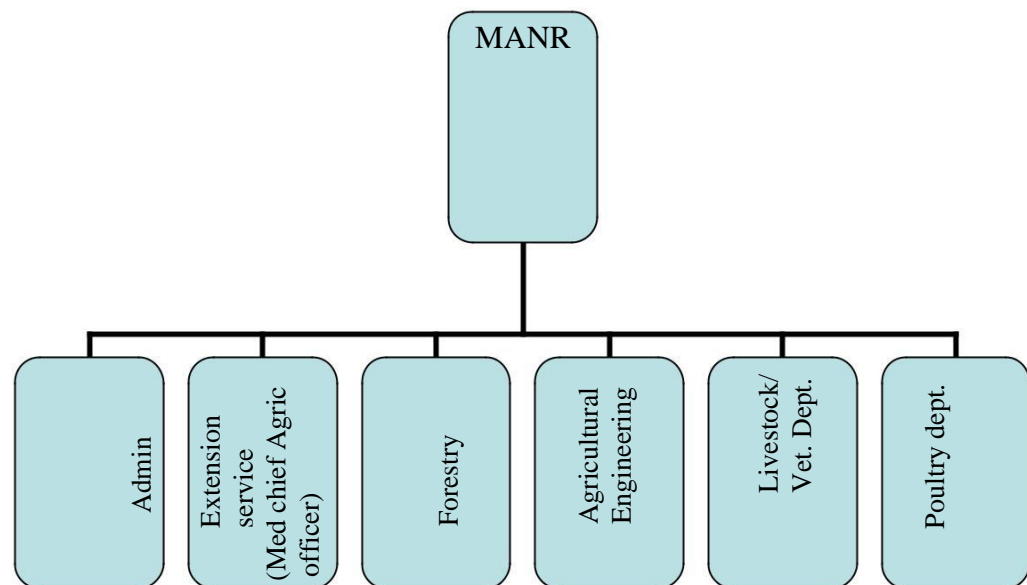 MANR
Admin
Extension
service
(Med chief Agric
officer)
Forestry
Agricultural
Engineering
Livestock/
Vet. Dept.
Poultry dept.